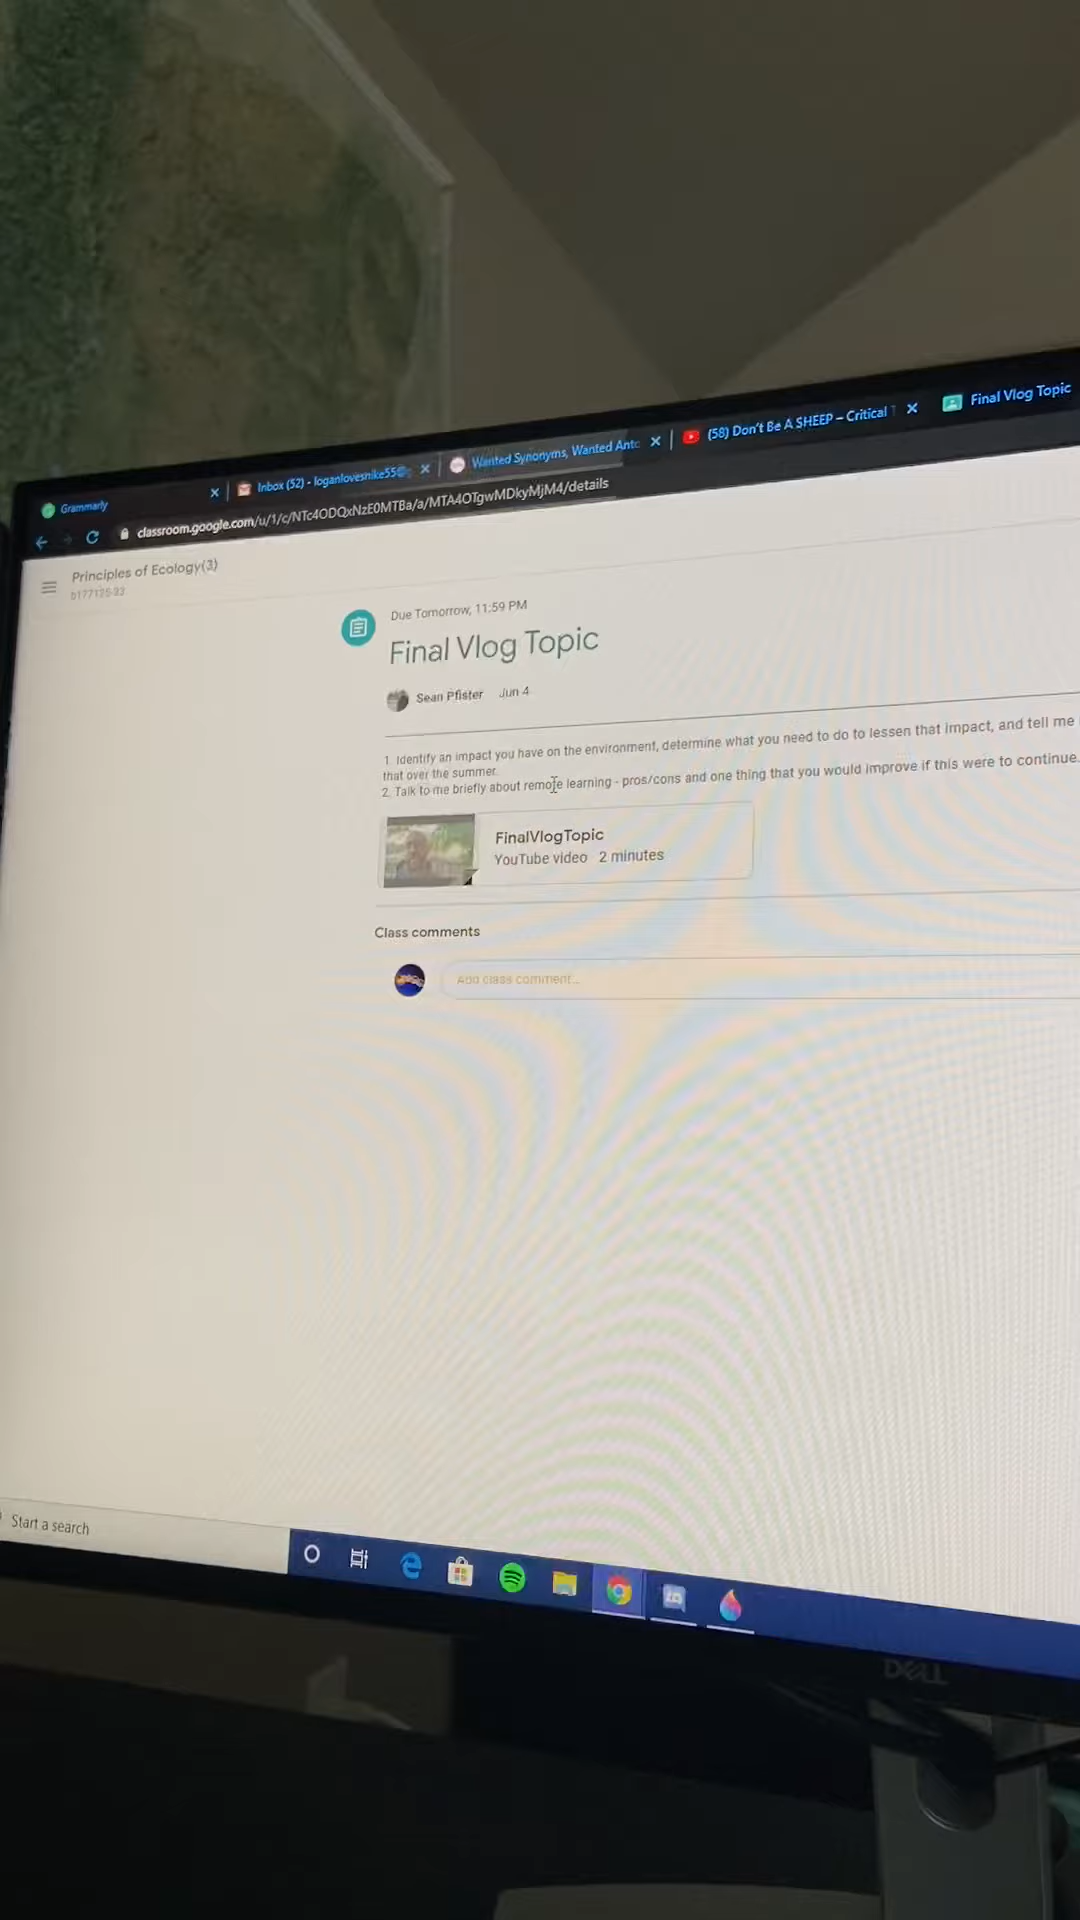 Grammarly
Inbox (52) - loganlovesnike55@g
Wanted Synonyms, Wanted Anto
(58) Don't Be A SHEEP – Critical T
Final Vlog Topic
classroom.google.com/u/1/c/NTc4ODQxNzE0MTBa/a/MTA4OTgwMDkyMjM4/details
Principles of Ecology(3)
b177125-33
Due Tomorrow, 11:59 PM
Final Vlog Topic
Sean Pfister Jun 4
1. Identify an impact you have on the environment, determine what you need to do to lessen that impact, and tell me
that over the summer.
2. Talk to me briefly about remote learning - pros/cons and one thing that you would improve if this were to continue.
FinalVlogTopic
YouTube video 2 minutes
Class comments
Add class comment...
Start a search
DELL